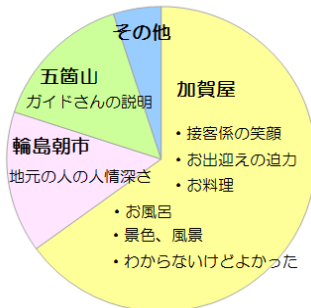 その他
五箇山
ガイドさんの説明
輪島朝市
地元の人の人情深さ
加賀屋
・接客係の笑顔
・お出迎えの迫力
・お料理
・お風呂
・景色、風景
・わからないけどよかった